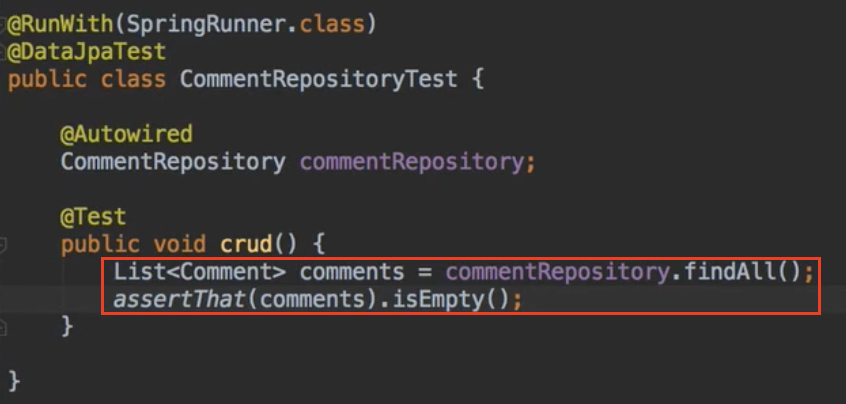 @RunWith(SpringRunner.class)
@DataJpaTest
public class CommentRepositoryTest {
@Autowired
CommentRepository commentRepository;
@Test
public void crud() {
List<Comment> comments = commentRepository.findAll();
assertThat(comments).isEmpty();
}
}